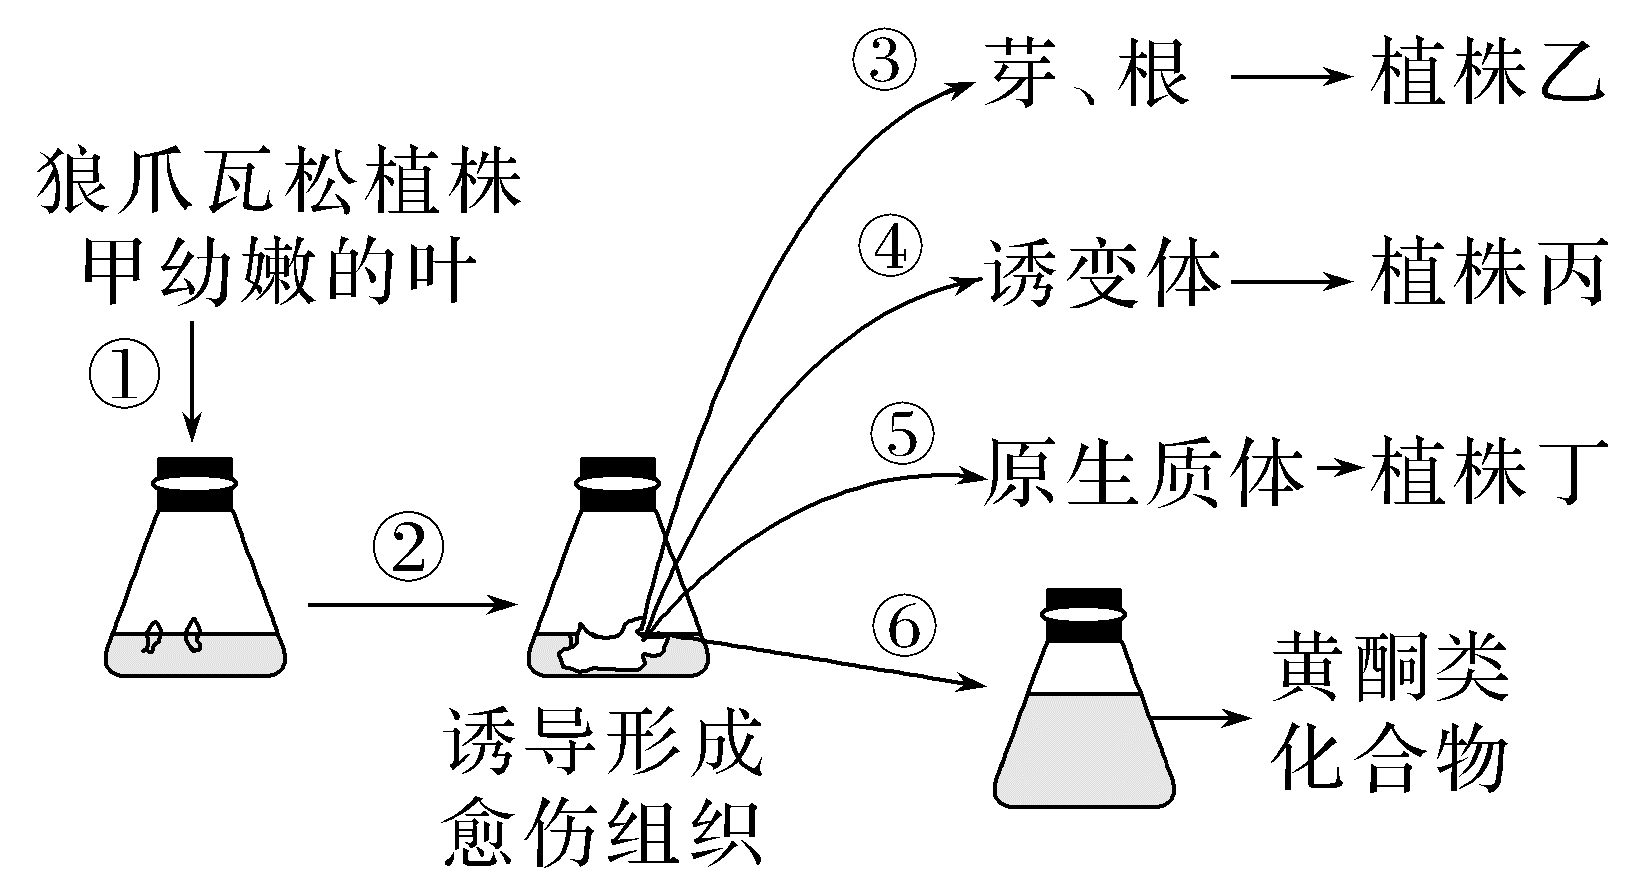 狼爪瓦松植株
甲幼嫩的叶
①
②
诱导形成
愈伤组织
③
芽、根
植株乙
④
诱变体
植株丙
⑤
原生质体
植株丁
⑥
黄酮类
化合物